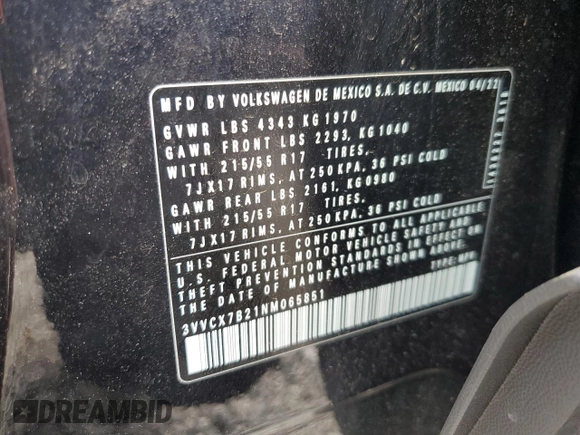 MFD BY VOLKSWAGEN DE MEXICO S.A. DE C.V. MEXICO 04/22
GVWR LBS 4343 KG 1970
GAWR FRONT LBS 2293, KG 1040
WITH 215/55 R17 TIRES,
7JX17 RIMS, AT 250 KPA, 36 PSI COLD
GAWR REAR LBS 2161, KG 0980
WITH 215/55 R17 TIRES,
7JX17 RIMS, AT 250 KPA, 36 PSI COLD
THIS VEHICLE CONFORMS TO ALL APPLICABLE
U.S. FEDERAL MOTOR VEHICLE SAFETY AND
THEFT PREVENTION STANDARDS IN EFFECT ON
THE DATE OF MANUFACTURE SHOWN ABOVE.
TYPE: MPV
3VVCX7B21NM065851
DREAMBID